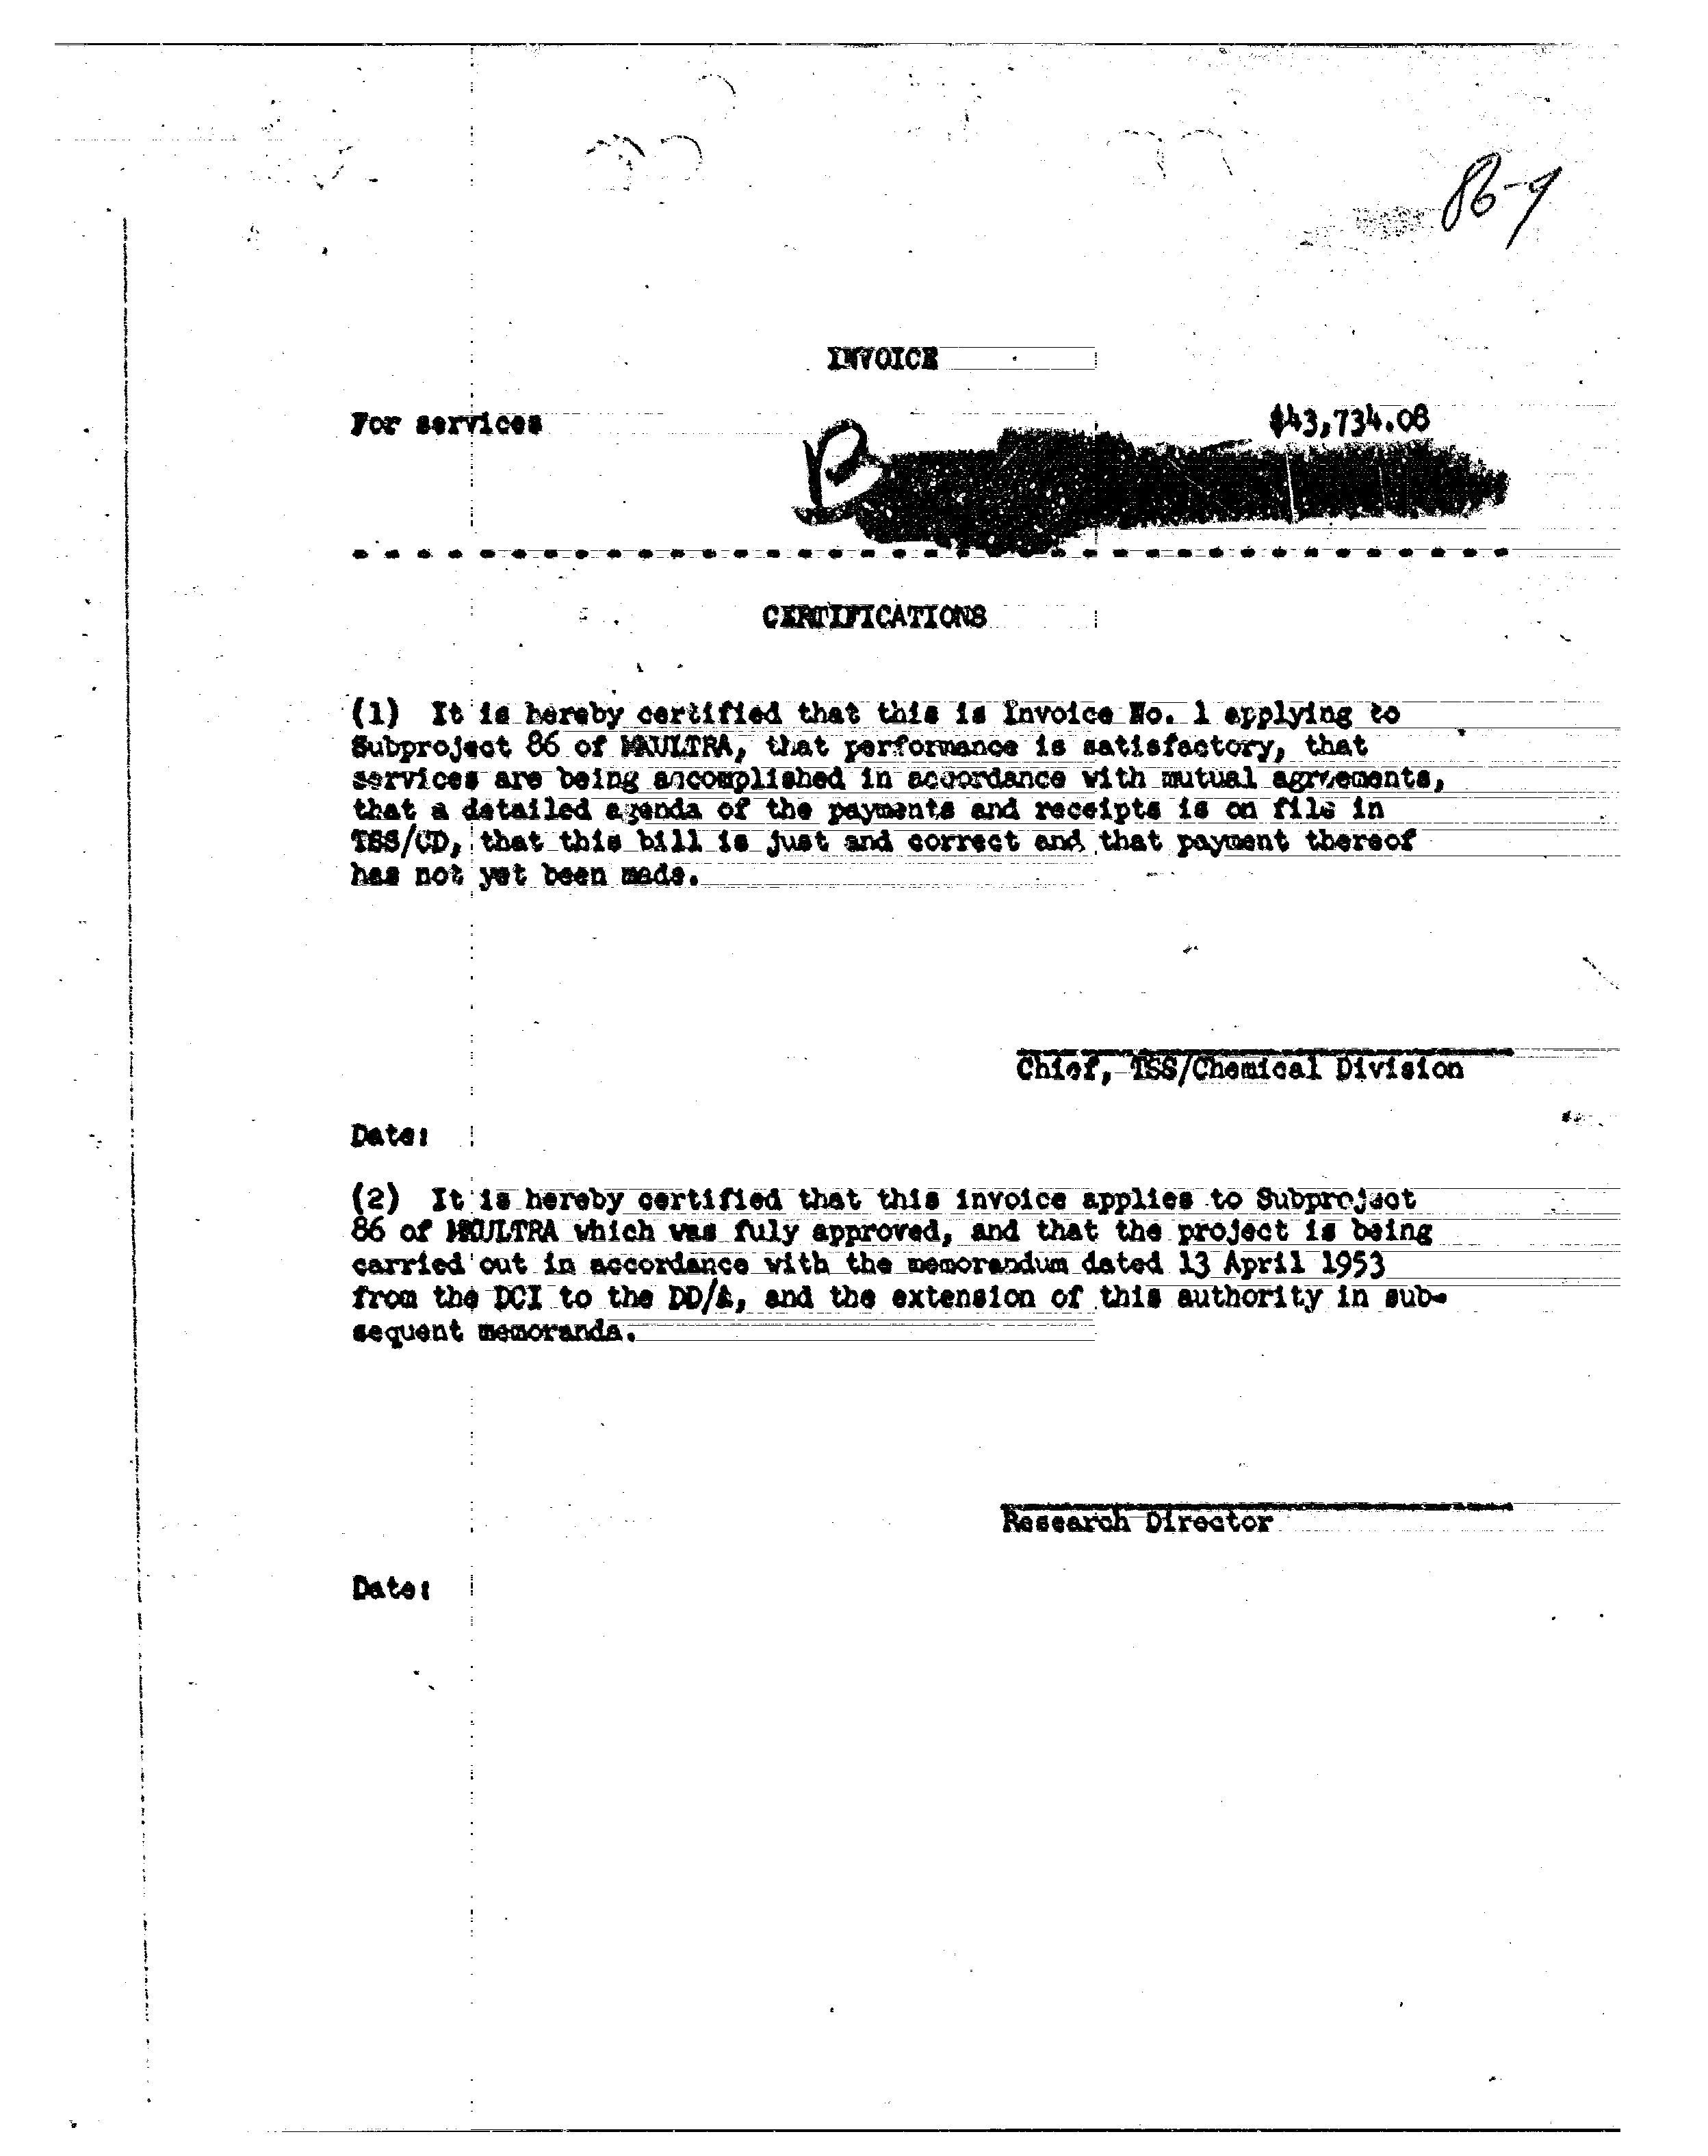 86-9
INVOICE
For services $43,734.08
B
CERTIFICATIONS
(1) It is hereby certified that this is Invoice No. 1 applying to
Subproject 86 of MKULTRA, that performance is satisfactory, that
services are being accomplished in accordance with mutual agreements,
that a detailed agenda of the payments and receipts is on file in
TSS/CD, that this bill is just and correct and that payment thereof
has not yet been made.
Chief, TSS/Chemical Division
Date:
(2) It is hereby certified that this invoice applies to Subproject
86 of MKULTRA which was fuly approved, and that the project is being
carried out in accordance with the memorandum dated 13 April 1953
from the DCI to the DD/A, and the extension of this authority in sub-
sequent memoranda.
Research Director
Date: